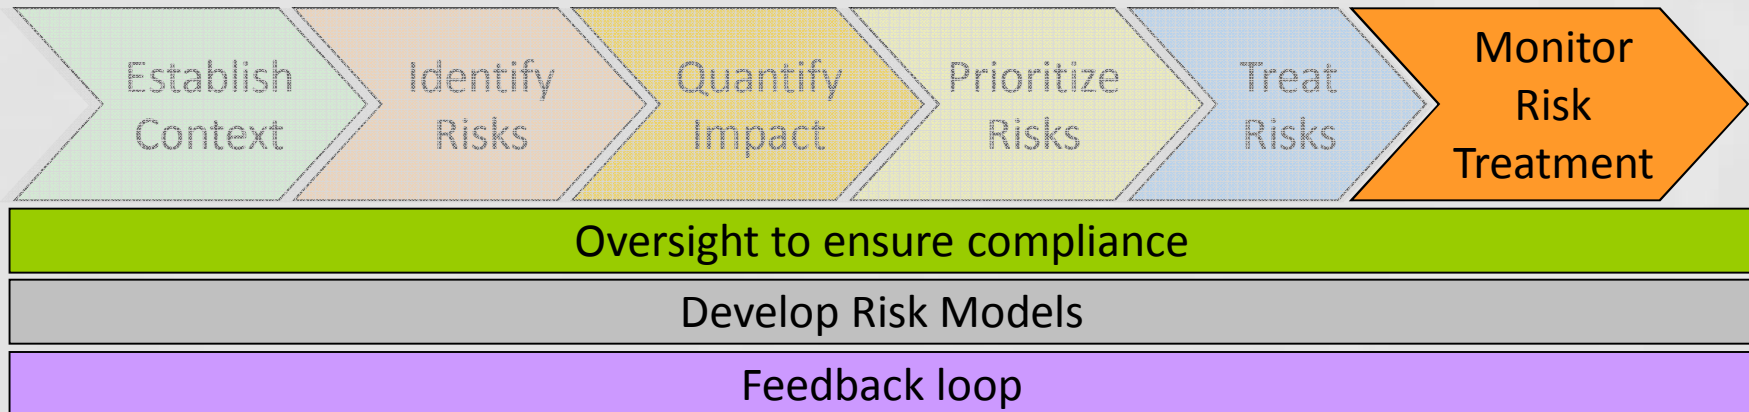 Establish
Context
Identify
Risks
Quantify
Impact
Prioritize
Risks
Treat
Risks
Monitor
Risk
Treatment
Oversight to ensure compliance
Develop Risk Models
Feedback loop